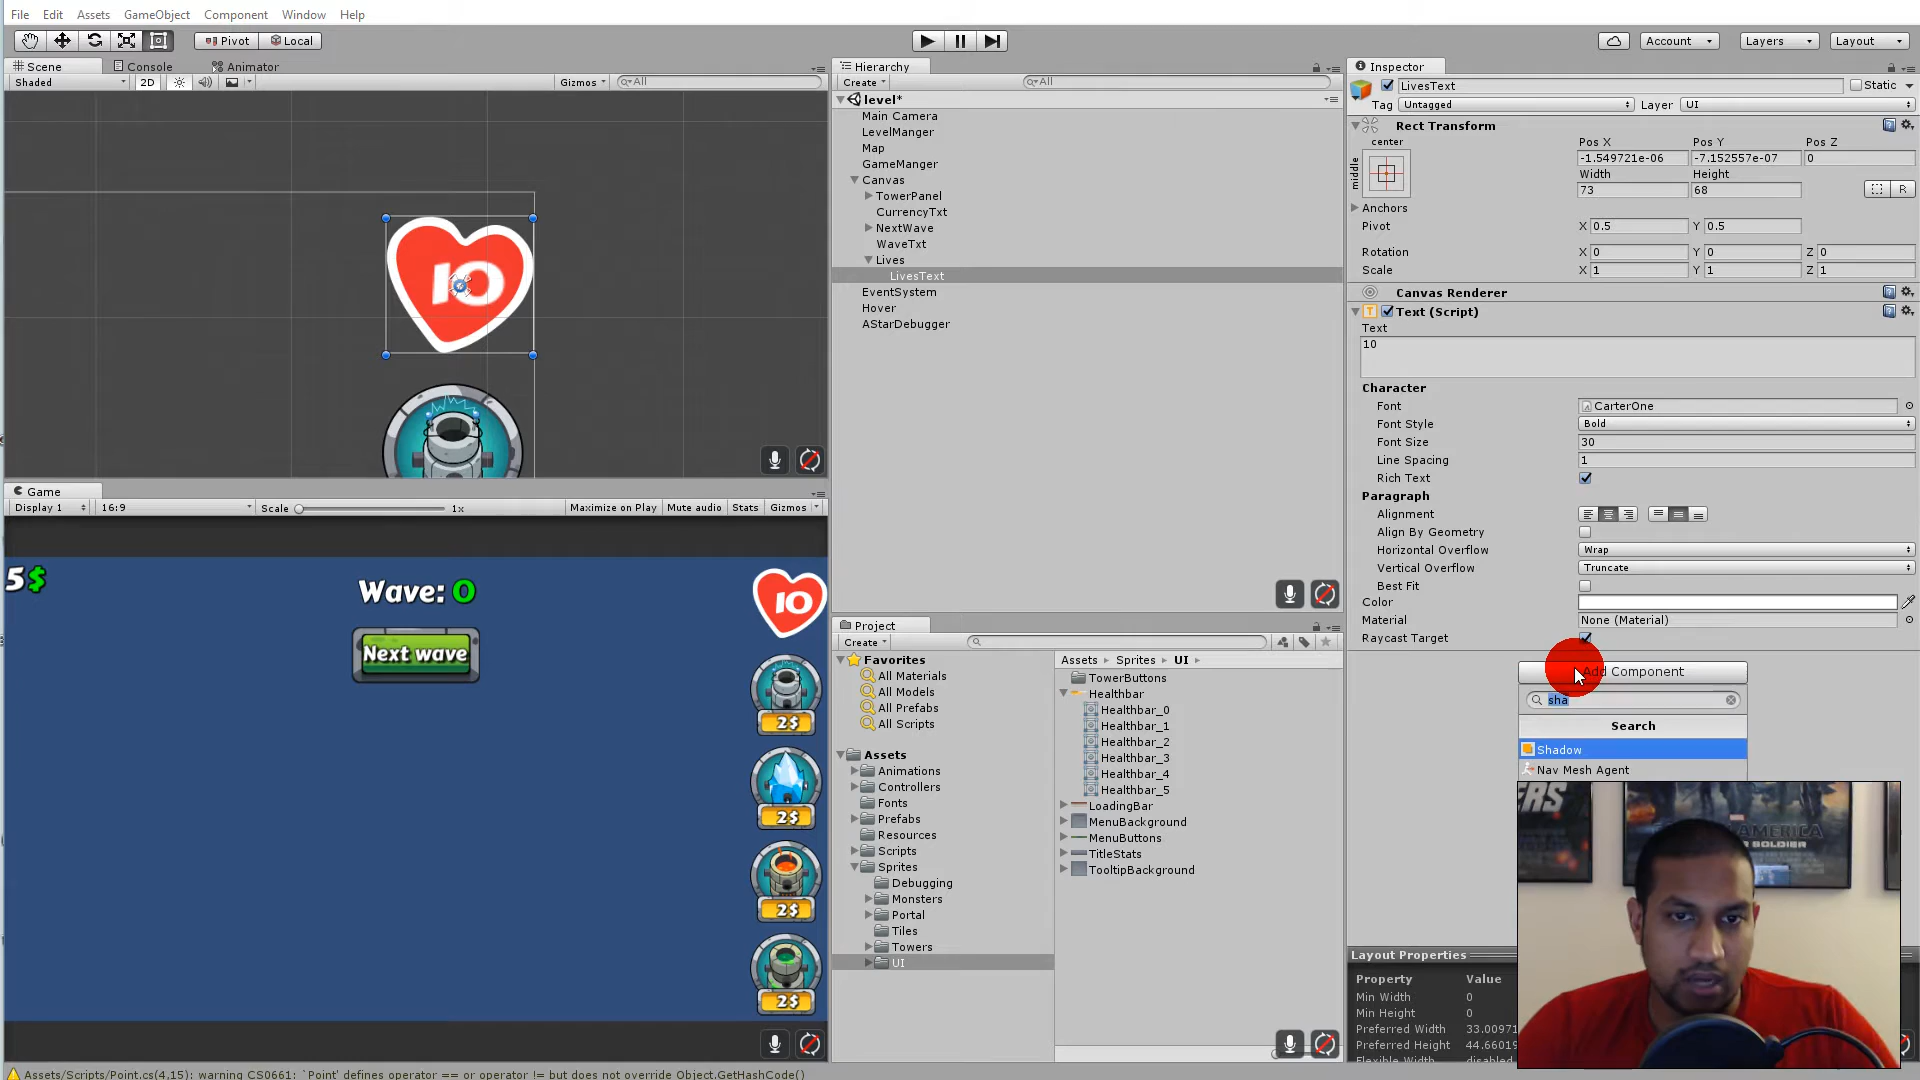 File Edit Assets GameObject Component Window Help
Pivot Local Account Layers Layout
Scene Console Animator
Shaded 2D Gizmos All
10
Game
Display 1 16:9 Scale 1x Maximize on Play Mute audio Stats Gizmos
5$ Wave: 0 10
Next wave
2$
2$
2$
2$
Hierarchy
Create All
level*
Main Camera
LevelManger
Map
GameManger
Canvas
TowerPanel
CurrencyTxt
NextWave
WaveTxt
Lives
LivesText
EventSystem
Hover
AStarDebugger
Project
Create
Favorites
All Materials
All Models
All Prefabs
All Scripts
Assets
Animations
Controllers
Fonts
Prefabs
Resources
Scripts
Sprites
Debugging
Monsters
Portal
Tiles
Towers
UI
Assets Sprites UI
TowerButtons
Healthbar
Healthbar_0
Healthbar_1
Healthbar_2
Healthbar_3
Healthbar_4
Healthbar_5
LoadingBar
MenuBackground
MenuButtons
TitleStats
TooltipBackground
Inspector
LivesText Static
Tag Untagged Layer UI
Rect Transform
center
middle
Pos X Pos Y Pos Z
-1.549721e-06 -7.152557e-07 0
Width Height
73 68
R
Anchors
Pivot X 0.5 Y 0.5
Rotation X 0 Y 0 Z 0
Scale X 1 Y 1 Z 1
Canvas Renderer
Text (Script)
Text
10
Character
Font CarterOne
Font Style Bold
Font Size 30
Line Spacing 1
Rich Text
Paragraph
Alignment
Align By Geometry
Horizontal Overflow Wrap
Vertical Overflow Truncate
Best Fit
Color
Material None (Material)
Raycast Target
Add Component
sha
Search
Shadow
Nav Mesh Agent
ERS
AMERICA
SOLDIER
Layout Properties
Property Value
Min Width 0
Min Height 0
Preferred Width 33.00971
Preferred Height 44.66019
Flexible Width disabled
Assets/Scripts/Point.cs(4,15): warning CS0661: `Point' defines operator == or operator != but does not override Object.GetHashCode()